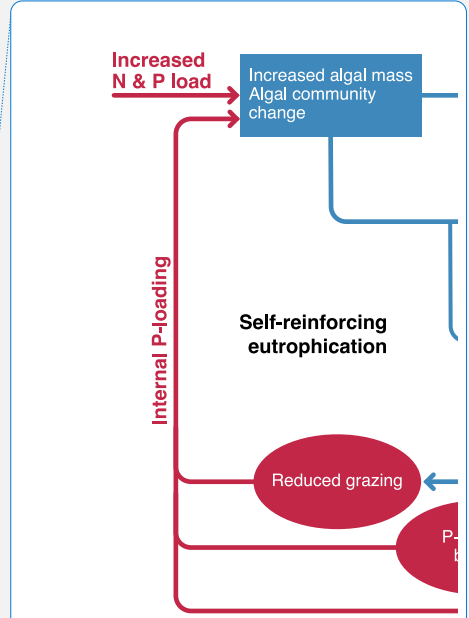 Increased
N & P load
Increased algal mass
Algal community
change
Internal P-loading
Self-reinforcing
eutrophication
Reduced grazing